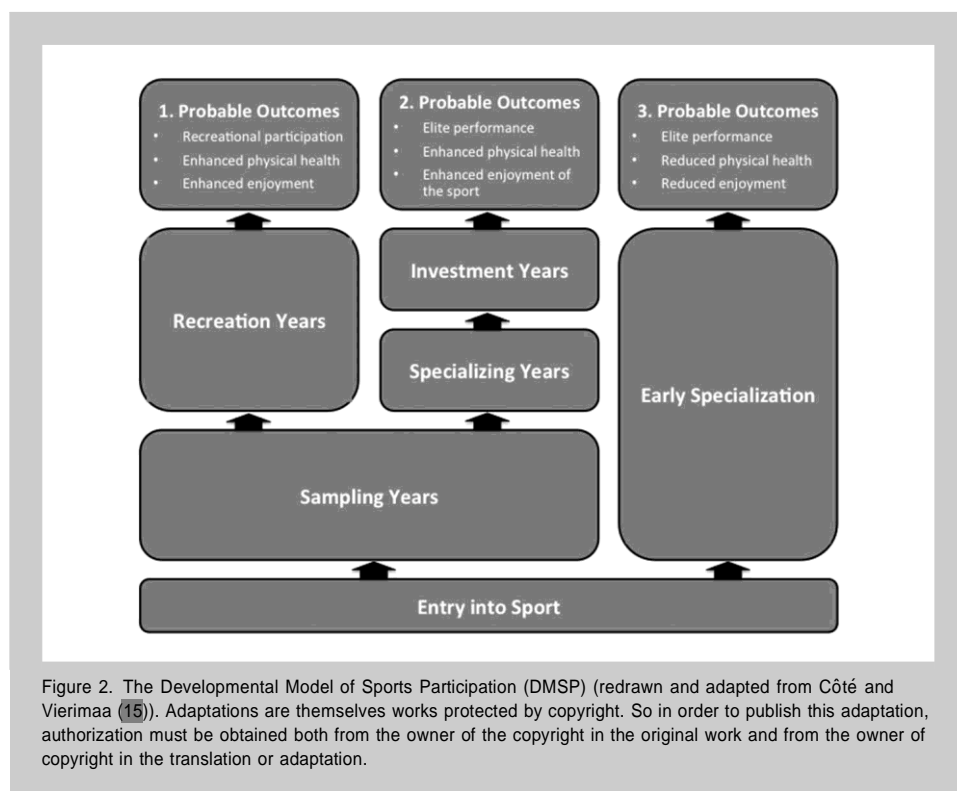 1. Probable Outcomes
• Recreational participation
• Enhanced physical health
• Enhanced enjoyment
2. Probable Outcomes
• Elite performance
• Enhanced physical health
• Enhanced enjoyment of
the sport
3. Probable Outcomes
• Elite performance
• Reduced physical health
• Reduced enjoyment
Recreation Years
Investment Years
Specializing Years
Early Specialization
Sampling Years
Entry into Sport
Figure 2. The Developmental Model of Sports Participation (DMSP) (redrawn and adapted from Côté and
Vierimaa (15)). Adaptations are themselves works protected by copyright. So in order to publish this adaptation,
authorization must be obtained both from the owner of the copyright in the original work and from the owner of
copyright in the translation or adaptation.